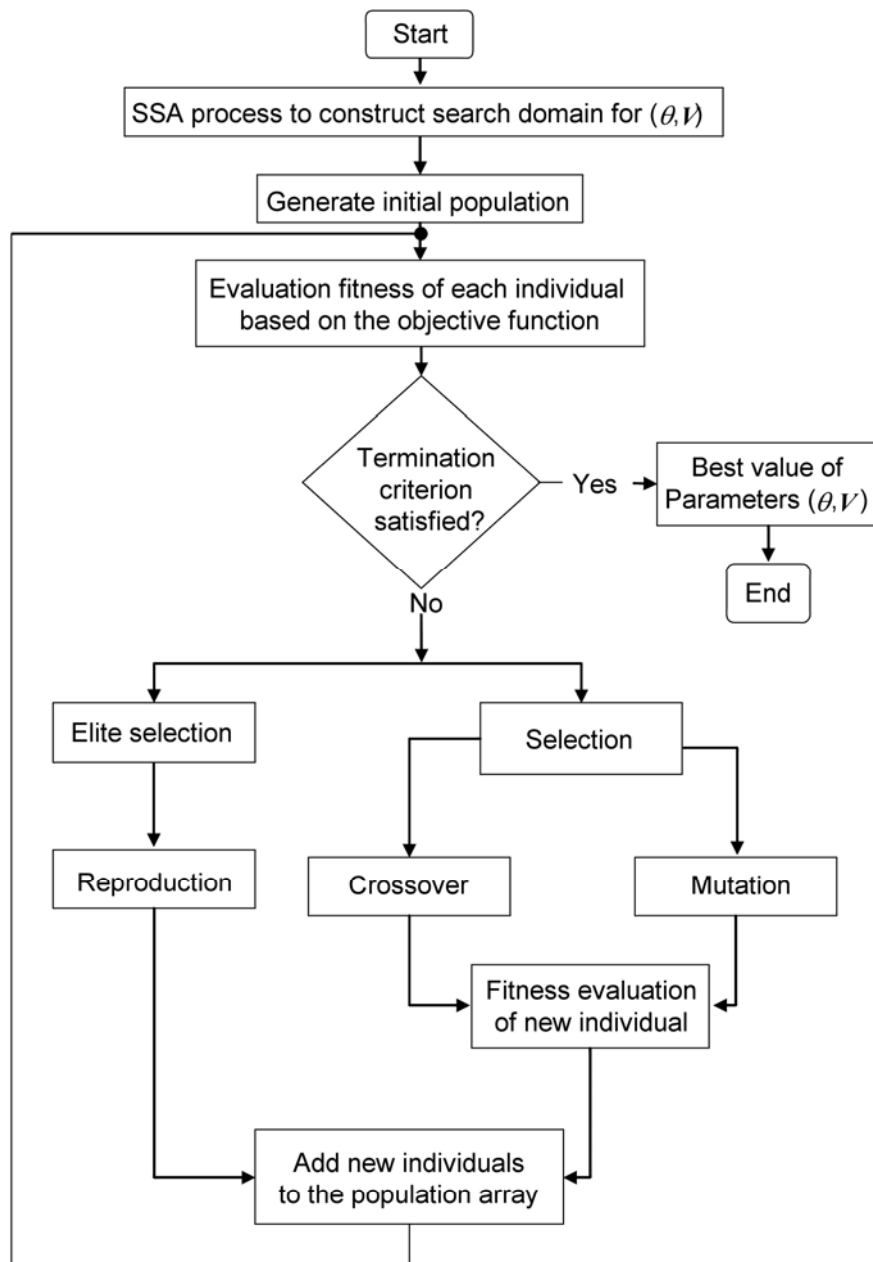 Start
SSA process to construct search domain for (θ,V)
Generate initial population
Evaluation fitness of each individual
based on the objective function
Termination
criterion
satisfied?
Yes
Best value of
Parameters (θ,V)
End
No
Elite selection
Selection
Reproduction
Crossover
Mutation
Fitness evaluation
of new individual
Add new individuals
to the population array